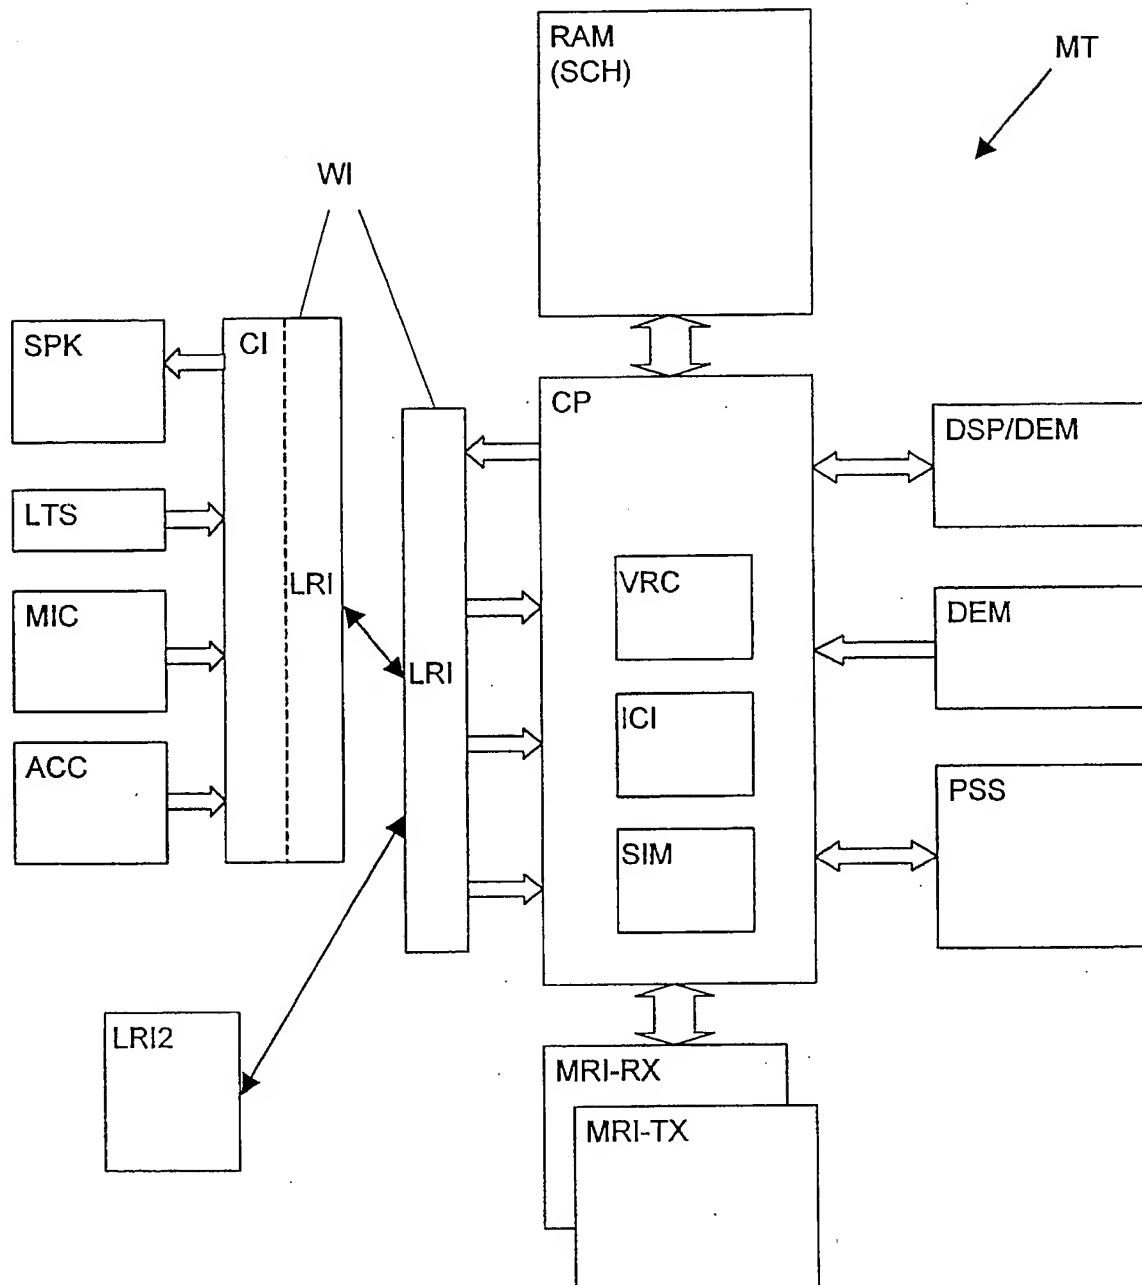 RAM
(SCH)
MT
WI
SPK
CI
CP
DSP/DEM
LTS
LRI
VRC
MIC
DEM
LRI
ICI
ACC
PSS
SIM
LRI2
MRI-RX
MRI-TX